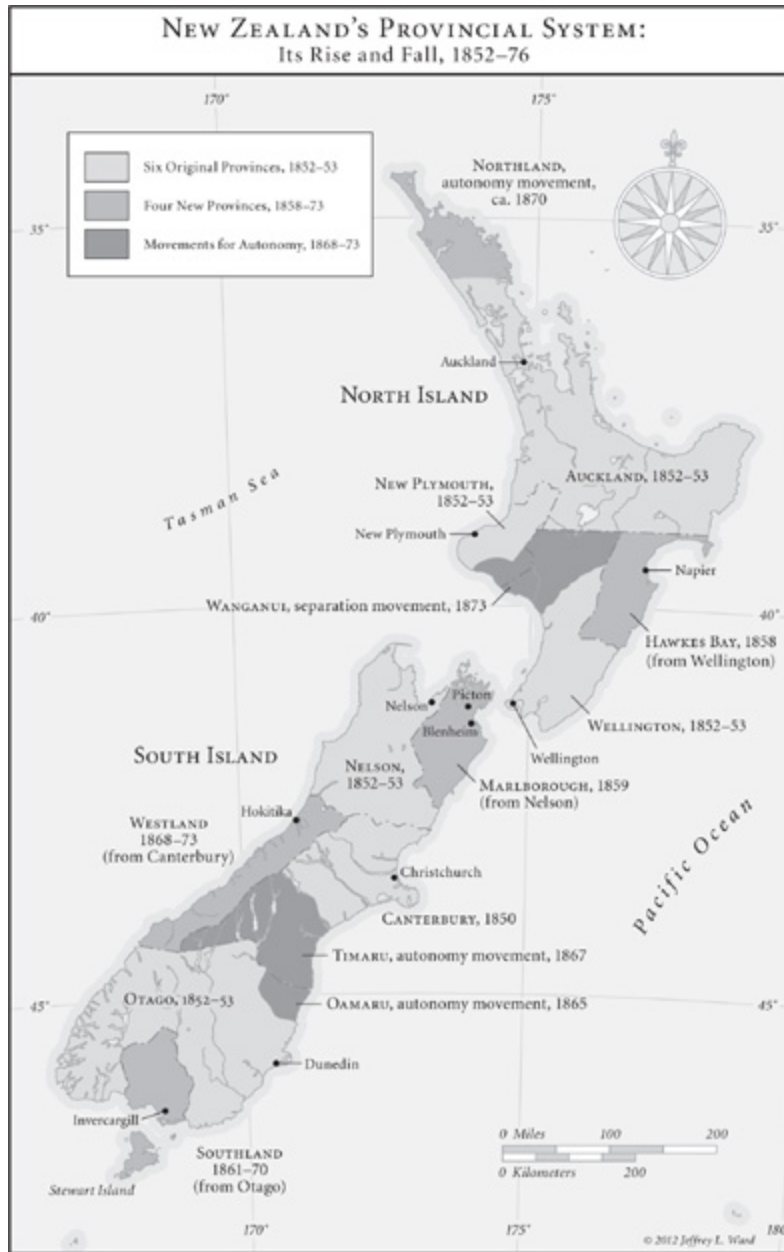 NEW ZEALAND'S PROVINCIAL SYSTEM:
Its Rise and Fall, 1852–76
170°
175°
Six Original Provinces, 1852–53
Four New Provinces, 1858–73
Movements for Autonomy, 1868–73
NORTHLAND,
autonomy movement,
ca. 1870
35°
35°
Auckland
NORTH ISLAND
Tasman Sea
NEW PLYMOUTH,
1852–53
AUCKLAND, 1852–53
New Plymouth
Napier
WANGANUI, separation movement, 1873
40°
40°
HAWKES BAY, 1858
(from Wellington)
Nelson
Picton
Blenheim
WELLINGTON, 1852–53
Wellington
SOUTH ISLAND
NELSON,
1852–53
MARLBOROUGH, 1859
(from Nelson)
Hokitika
WESTLAND
1868–73
(from Canterbury)
Pacific Ocean
Christchurch
CANTERBURY, 1850
TIMARU, autonomy movement, 1867
OTAGO, 1852–53
OAMARU, autonomy movement, 1865
45°
45°
Dunedin
Invercargill
SOUTHLAND
1861–70
(from Otago)
Stewart Island
0 Miles 100 200
0 Kilometers 200
170°
175°
180
© 2012 Jeffrey L. Ward